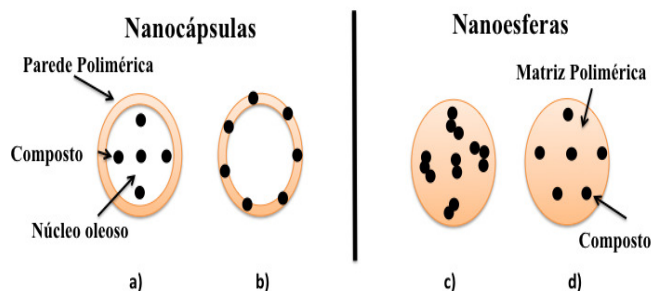 Nanocápsulas
Parede Polimérica
Composto
Núcleo oleoso
a)
b)
Nanoesferas
Matriz Polimérica
Composto
c)
d)